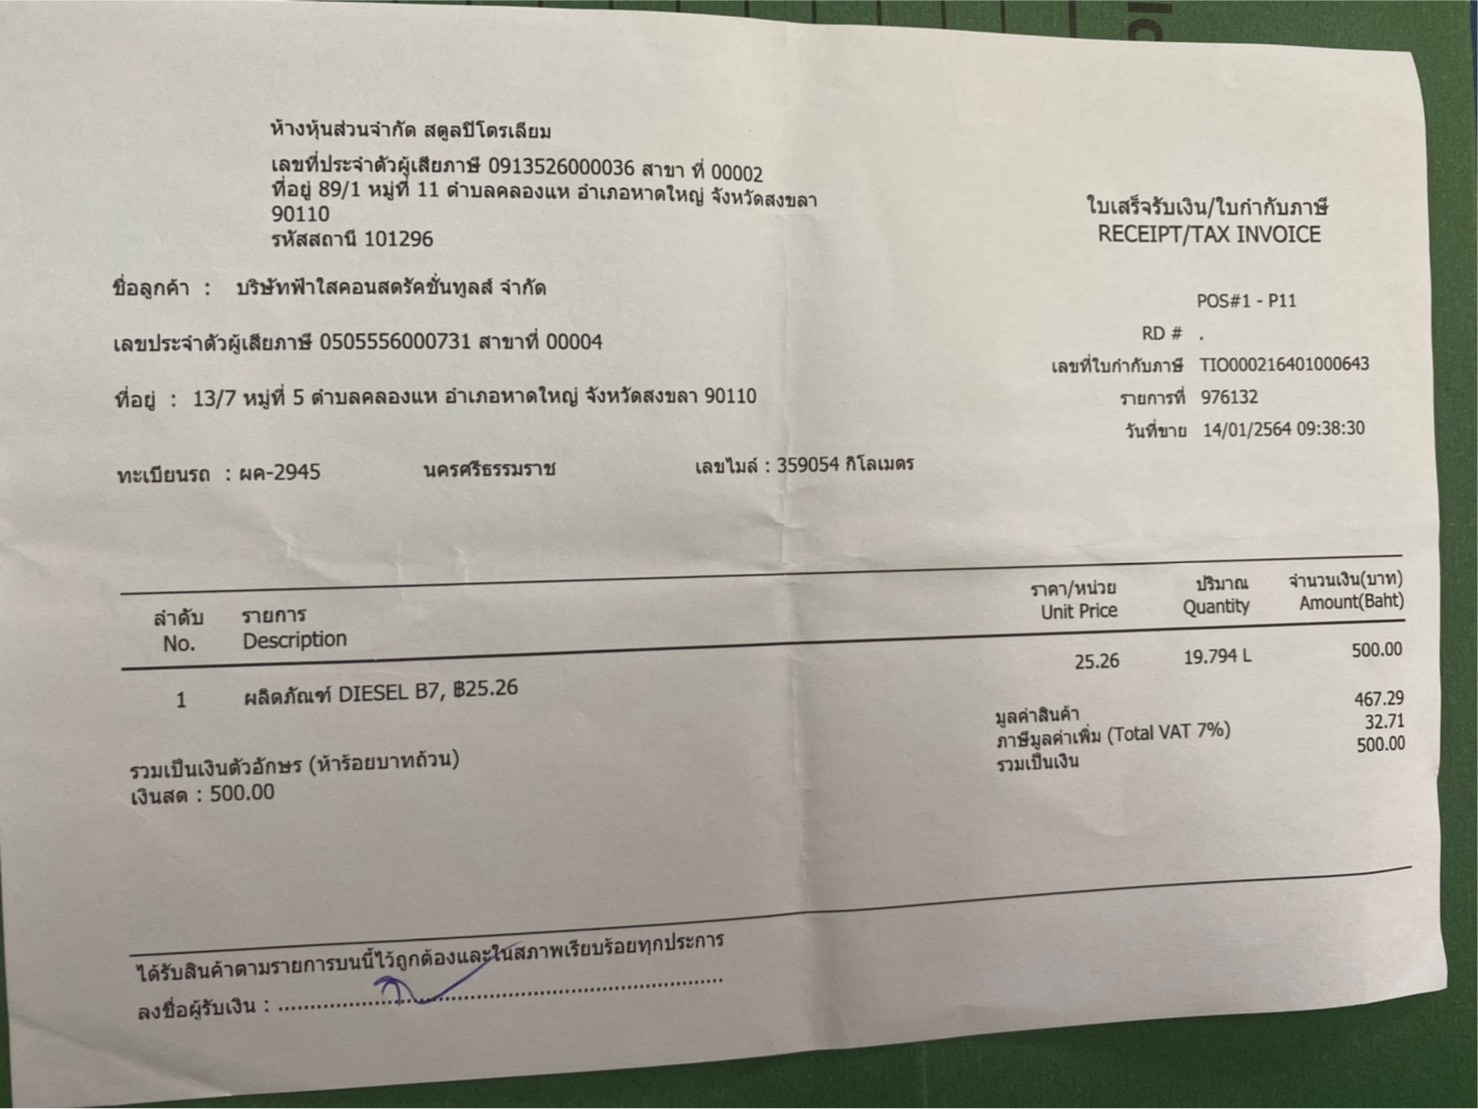 ห้างหุ้นส่วนจำกัด สตูลปิโตรเลียม
เลขที่ประจำตัวผู้เสียภาษี 0913526000036 สาขา ที่ 00002
ที่อยู่ 89/1 หมู่ที่ 11 ตำบลคลองแห อำเภอหาดใหญ่ จังหวัดสงขลา
90110
รหัสสถานี 101296
ใบเสร็จรับเงิน/ใบกำกับภาษี
RECEIPT/TAX INVOICE
ชื่อลูกค้า : บริษัทฟ้าใสคอนสตรัคชั่นทูลส์ จำกัด
POS#1 - P11
RD # .
เลขประจำตัวผู้เสียภาษี 0505556000731 สาขาที่ 00004
เลขที่ใบกำกับภาษี TIO000216401000643
ที่อยู่ : 13/7 หมู่ที่ 5 ตำบลคลองแห อำเภอหาดใหญ่ จังหวัดสงขลา 90110
รายการที่ 976132
วันที่ขาย 14/01/2564 09:38:30
ทะเบียนรถ : ผค-2945 นครศรีธรรมราช เลขไมล์ : 359054 กิโลเมตร
ลำดับ รายการ ราคา/หน่วย ปริมาณ จำนวนเงิน(บาท)
No. Description Unit Price Quantity Amount(Baht)
1 ผลิตภัณฑ์ DIESEL B7, ฿25.26 25.26 19.794 L 500.00
มูลค่าสินค้า 467.29
ภาษีมูลค่าเพิ่ม (Total VAT 7%) 32.71
รวมเป็นเงิน 500.00
รวมเป็นเงินตัวอักษร (ห้าร้อยบาทถ้วน)
เงินสด : 500.00
ได้รับสินค้าตามรายการบนนี้ไว้ถูกต้องและในสภาพเรียบร้อยทุกประการ
ลงชื่อผู้รับเงิน : ........................................